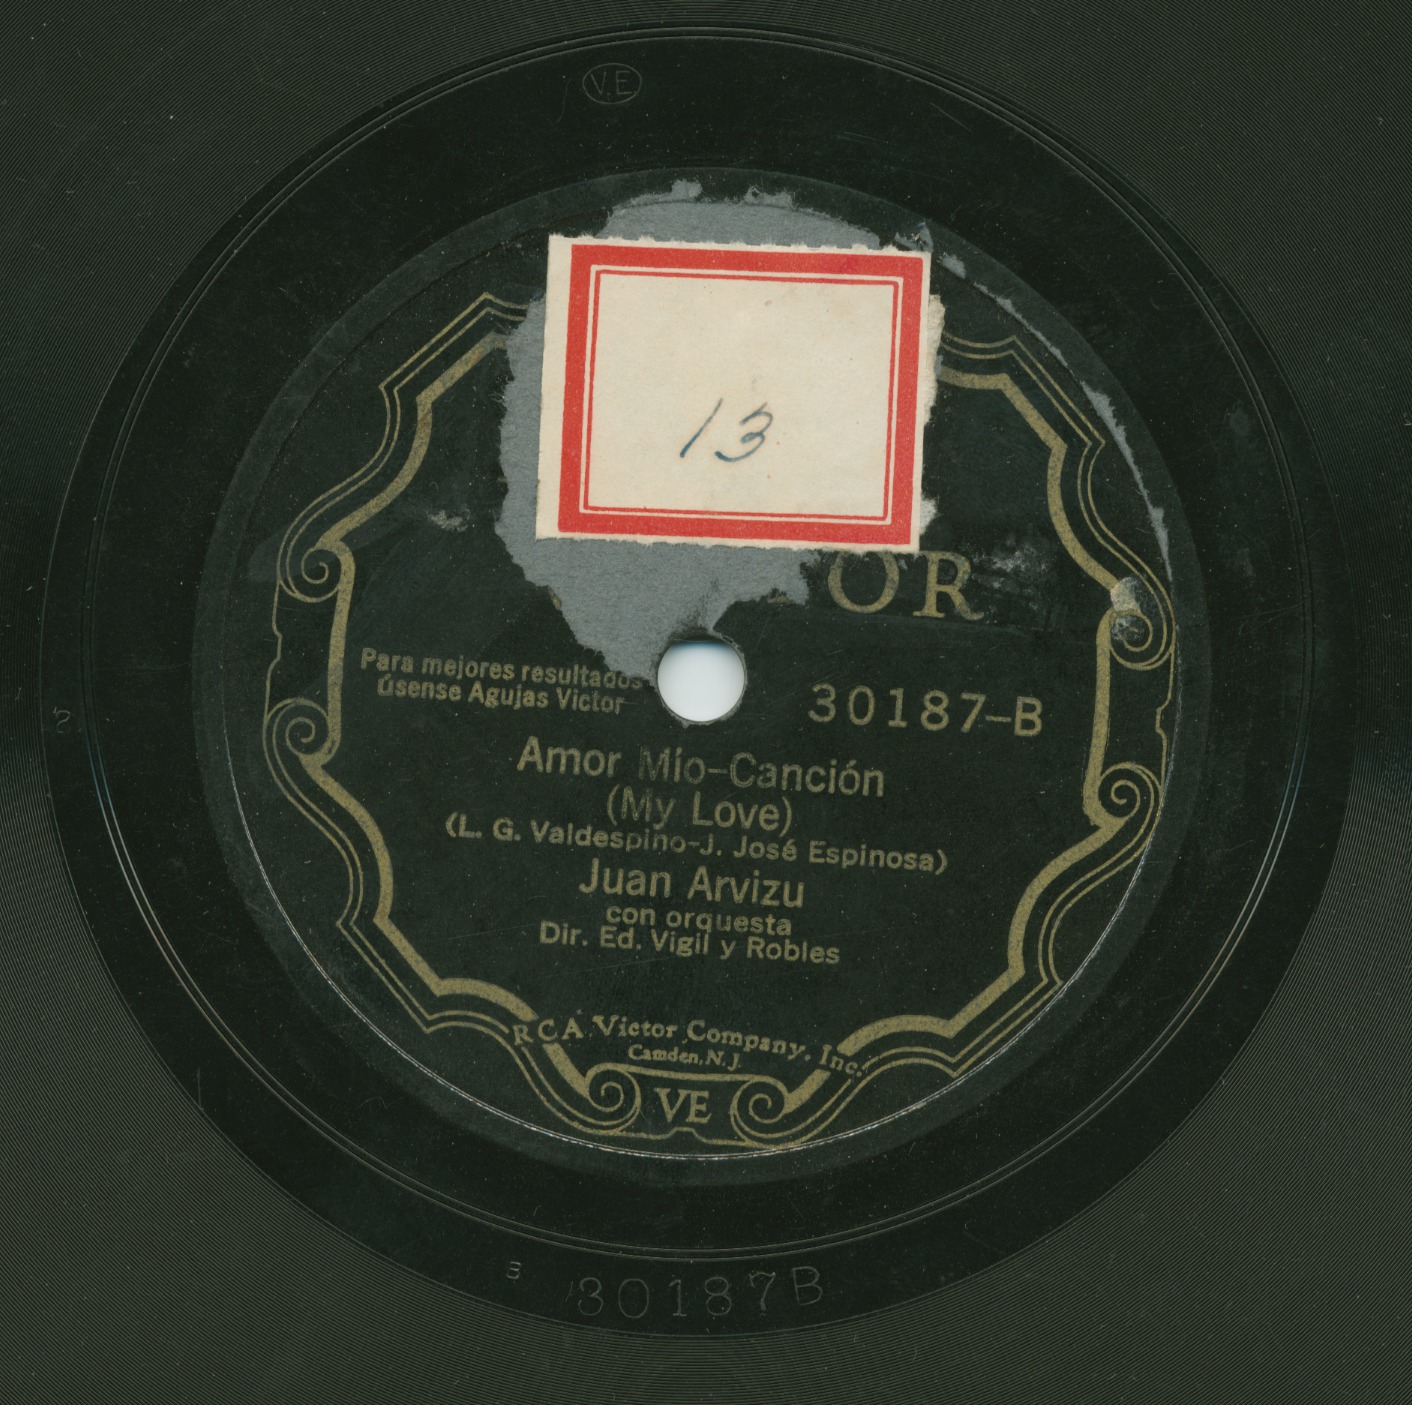 V.E.
13
OR
Para mejores resultados
úsense Agujas Victor
30187-B
Amor Mío-Canción
(My Love)
(L. G. Valdespino-J. José Espinosa)
Juan Arvizu
con orquesta
Dir. Ed. Vigil y Robles
RCA Victor Company, Inc.
Camden, N.J.
VE
30187B